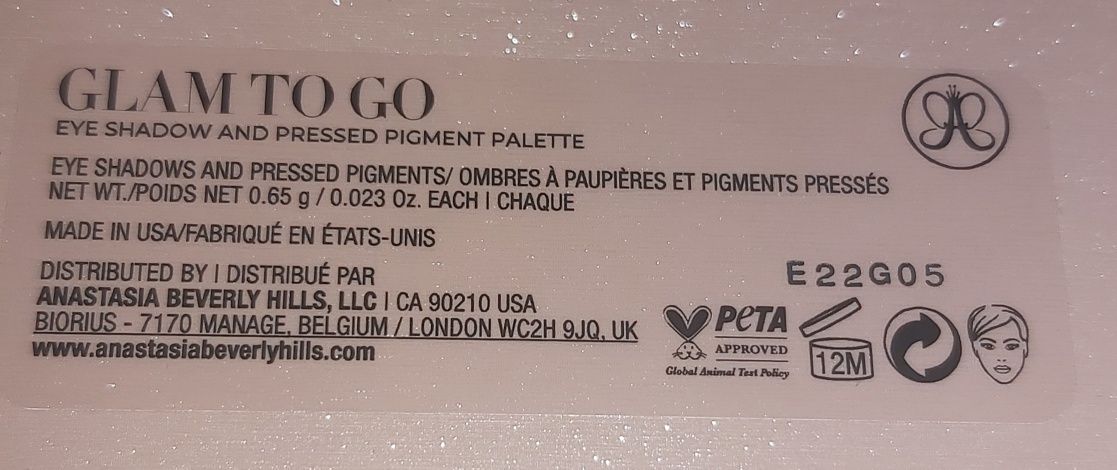 GLAM TO GO
EYE SHADOW AND PRESSED PIGMENT PALETTE
EYE SHADOWS AND PRESSED PIGMENTS/ OMBRES À PAUPIÈRES ET PIGMENTS PRESSÉS
NET WT./POIDS NET 0.65 g / 0.023 Oz. EACH I CHAQUE
MADE IN USA/FABRIQUÉ EN ÉTATS-UNIS
DISTRIBUTED BY I DISTRIBUÉ PAR
ANASTASIA BEVERLY HILLS, LLC I CA 90210 USA
BIORIUS - 7170 MANAGE, BELGIUM / LONDON WC2H 9JQ, UK
www.anastasiabeverlyhills.com
E22G05
PETA
APPROVED
Global Animal Test Policy
12M